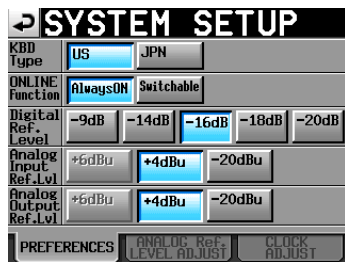 SYSTEM SETUP
KBD Type US JPN
ONLINE Function AlwaysON Switchable
Digital Ref. Level -9dB -14dB -16dB -18dB -20dB
Analog Input Ref.Lvl +6dBu +4dBu -20dBu
Analog Output Ref.Lvl +6dBu +4dBu -20dBu
PREFERENCES ANALOG Ref. LEVEL ADJUST CLOCK ADJUST